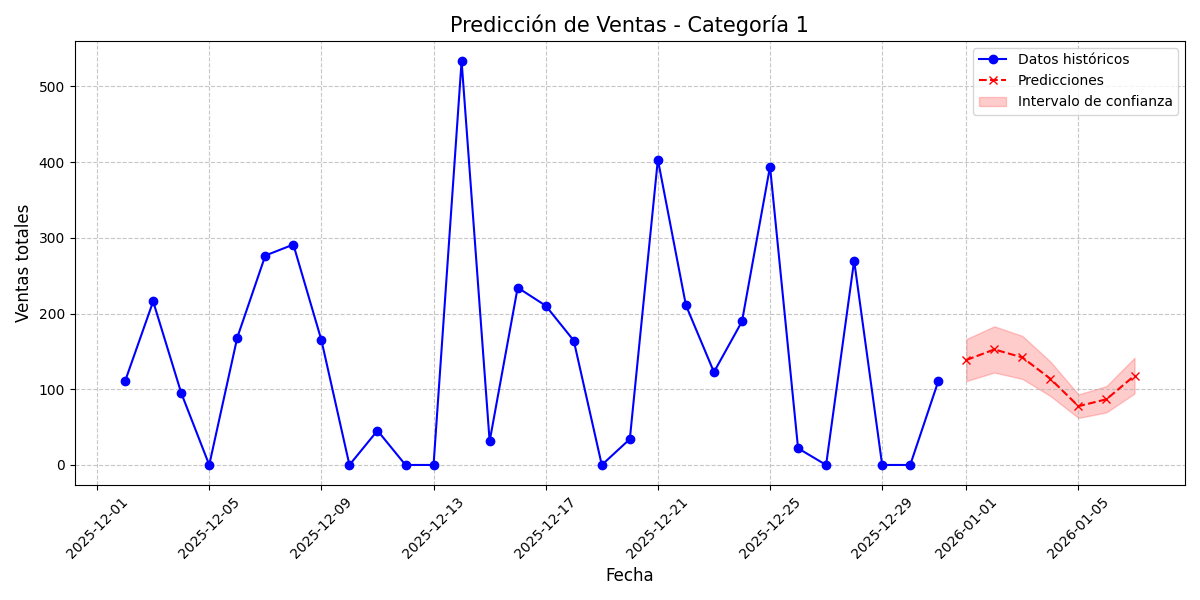 Predicción de Ventas - Categoría 1
Datos históricos
Predicciones
Intervalo de confianza
Ventas totales
500
400
300
200
100
0
2025-12-01
2025-12-05
2025-12-09
2025-12-13
2025-12-17
2025-12-21
2025-12-25
2025-12-29
2026-01-01
2026-01-05
Fecha